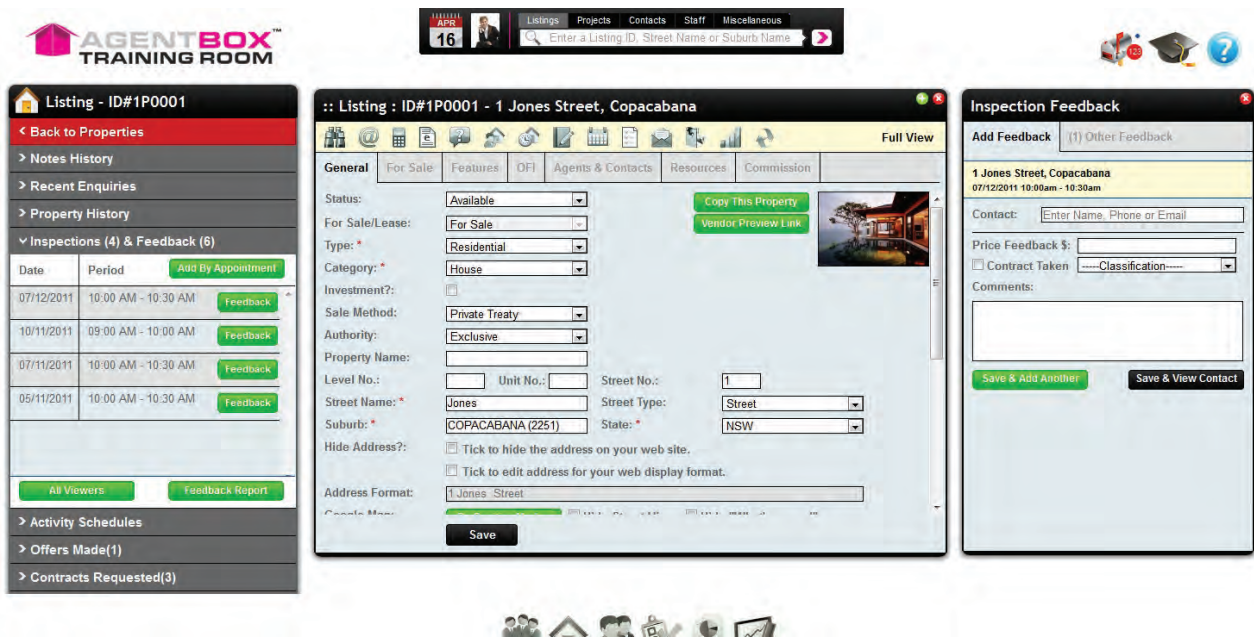 AGENTBOX™
TRAINING ROOM
APR
16
Listings Projects Contacts Staff Miscellaneous
Enter a Listing ID, Street Name or Suburb Name
123
?
Listing - ID#1P0001
< Back to Properties
> Notes History
> Recent Enquiries
> Property History
Inspections (4) & Feedback (6)
Date Period Add By Appointment
07/12/2011 10:00 AM - 10:30 AM Feedback
10/11/2011 09:00 AM - 10:00 AM Feedback
07/11/2011 10:00 AM - 10:30 AM Feedback
05/11/2011 10:00 AM - 10:30 AM Feedback
All Viewers Feedback Report
> Activity Schedules
> Offers Made(1)
> Contracts Requested(3)
:: Listing : ID#1P0001 - 1 Jones Street, Copacabana
Full View
General For Sale Features OFI Agents & Contacts Resources Commission
Status: Available Copy This Property
For Sale/Lease: For Sale Vendor Preview Link
Type: * Residential
Category: * House
Investment?:
Sale Method: Private Treaty
Authority: Exclusive
Property Name:
Level No.: Unit No.: Street No.: 1
Street Name: * Jones Street Type: Street
Suburb: * COPACABANA (2251) State: * NSW
Hide Address?: Tick to hide the address on your web site.
Tick to edit address for your web display format.
Address Format: 1 Jones Street
Google Map:
Save
Inspection Feedback
Add Feedback (1) Other Feedback
1 Jones Street, Copacabana
07/12/2011 10:00am - 10:30am
Contact: Enter Name, Phone or Email
Price Feedback $:
Contract Taken -----Classification-----
Comments:
Save & Add Another Save & View Contact